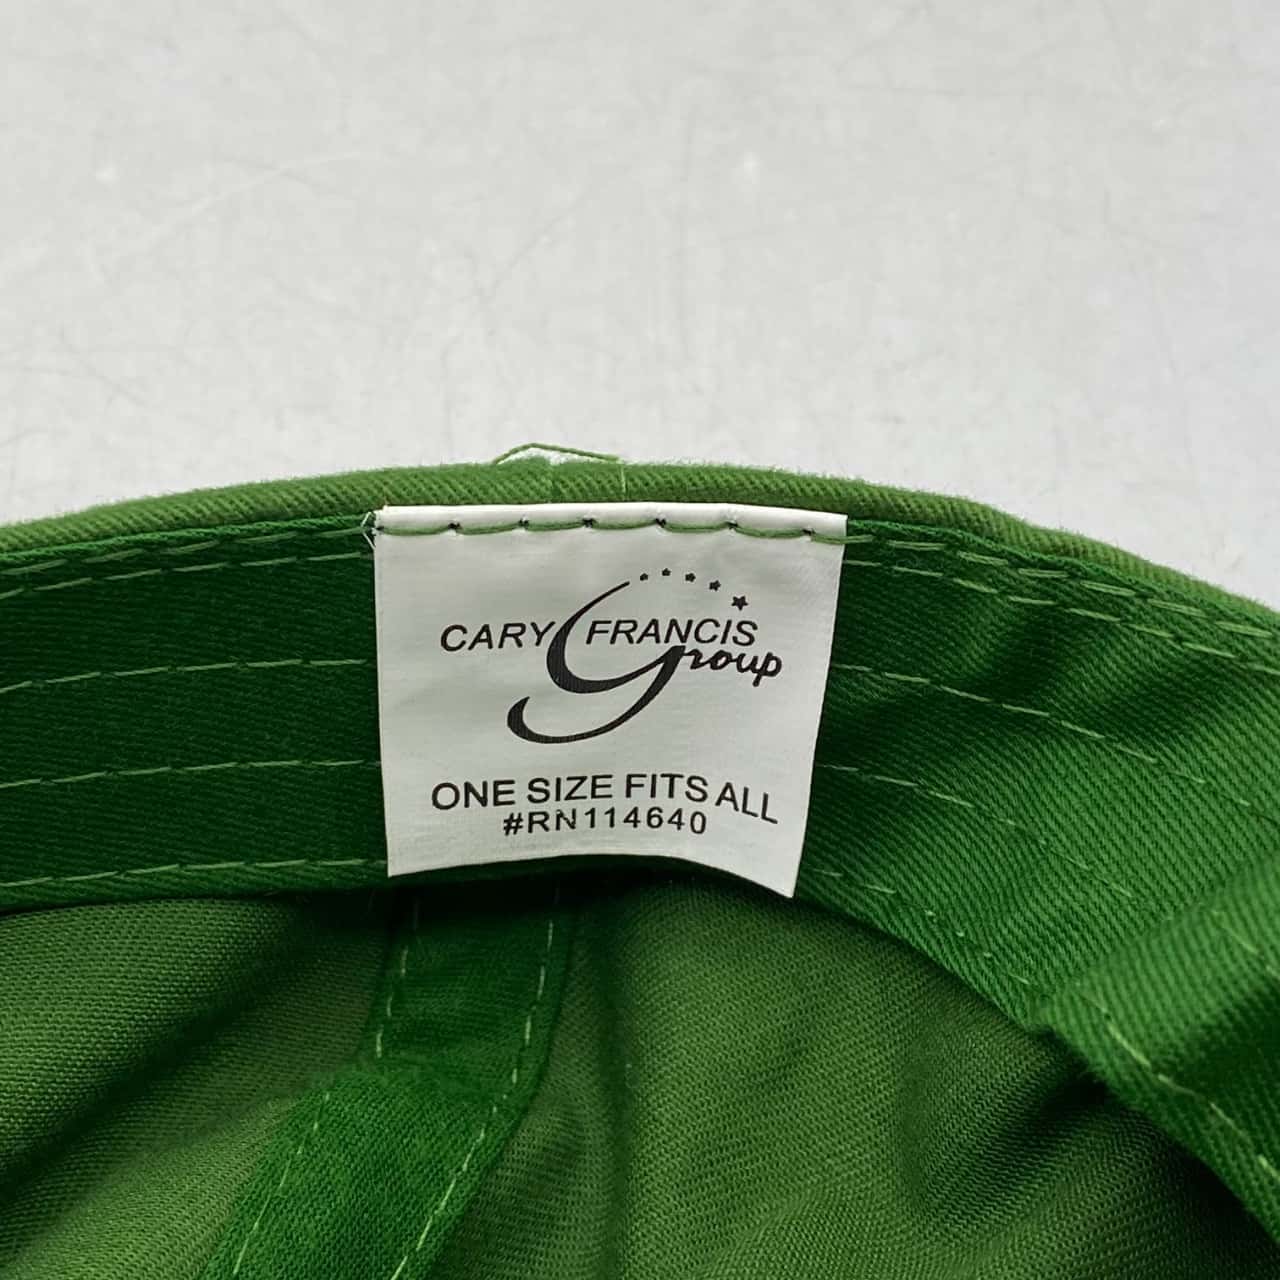 CARY FRANCIS
Group
ONE SIZE FITS ALL
#RN114640